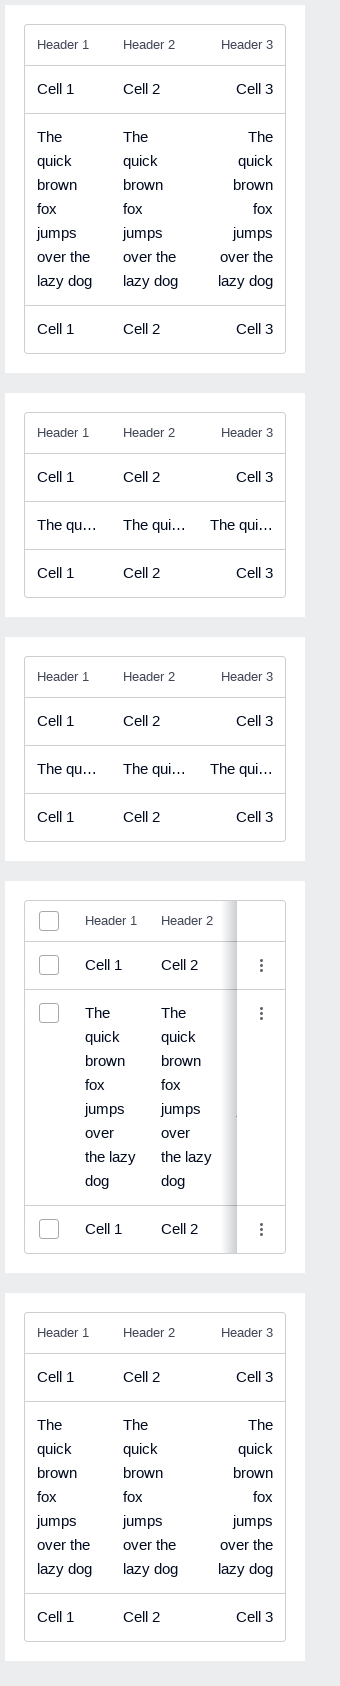 Header 1 Header 2 Header 3
Cell 1 Cell 2 Cell 3
The The The
quick quick quick
brown brown brown
fox fox fox
jumps jumps jumps
over the over the over the
lazy dog lazy dog lazy dog
Cell 1 Cell 2 Cell 3
Header 1 Header 2 Header 3
Cell 1 Cell 2 Cell 3
The qu... The qui... The qui...
Cell 1 Cell 2 Cell 3
Header 1 Header 2 Header 3
Cell 1 Cell 2 Cell 3
The qu... The qui... The qui...
Cell 1 Cell 2 Cell 3
Header 1 Header 2
Cell 1 Cell 2
The The
quick quick
brown brown
fox fox
jumps jumps
over over
the lazy the lazy
dog dog
Cell 1 Cell 2
Header 1 Header 2 Header 3
Cell 1 Cell 2 Cell 3
The The The
quick quick quick
brown brown brown
fox fox fox
jumps jumps jumps
over the over the over the
lazy dog lazy dog lazy dog
Cell 1 Cell 2 Cell 3